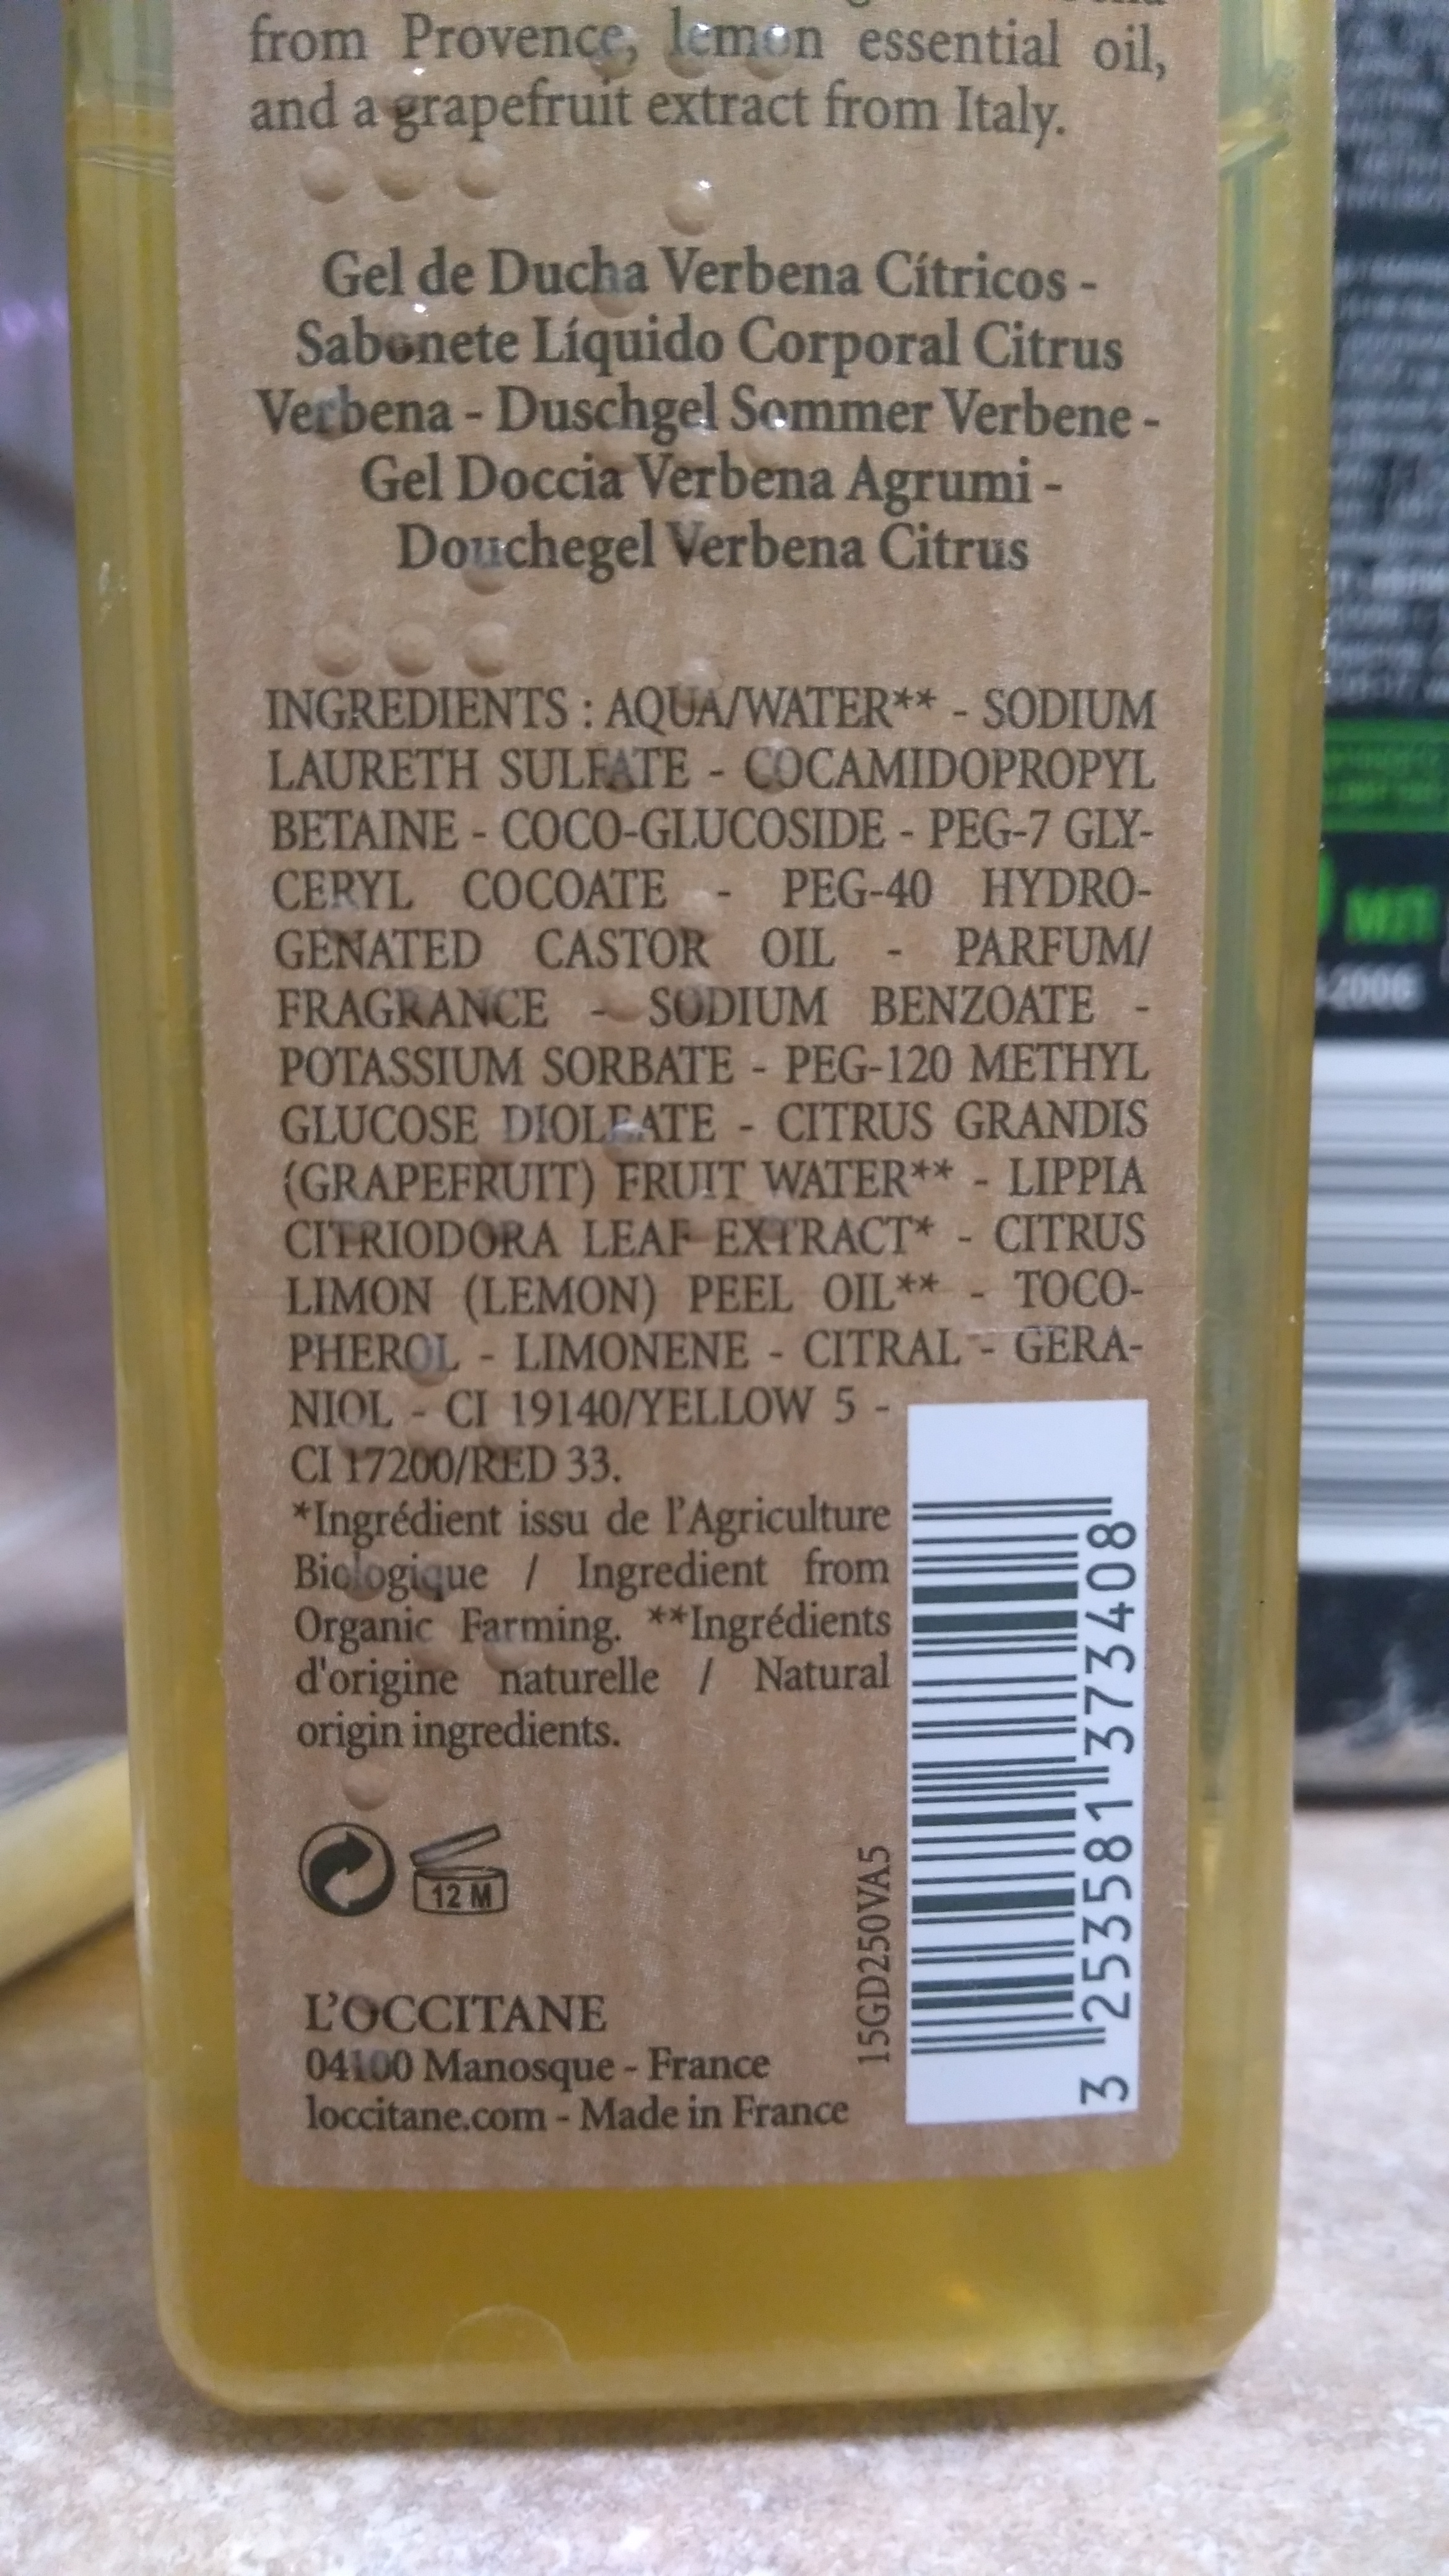 from Provence, lemon essential oil,
and a grapefruit extract from Italy.
Gel de Ducha Verbena Cítricos -
Sabonete Líquido Corporal Citrus
Verbena - Duschgel Sommer Verbene -
Gel Doccia Verbena Agrumi -
Douchegel Verbena Citrus
INGREDIENTS : AQUA/WATER** - SODIUM
LAURETH SULFATE - COCAMIDOPROPYL
BETAINE - COCO-GLUCOSIDE - PEG-7 GLY-
CERYL COCOATE - PEG-40 HYDRO-
GENATED CASTOR OIL - PARFUM/
FRAGRANCE - SODIUM BENZOATE -
POTASSIUM SORBATE - PEG-120 METHYL
GLUCOSE DIOLEATE - CITRUS GRANDIS
(GRAPEFRUIT) FRUIT WATER** - LIPPIA
CITRIODORA LEAF EXTRACT* - CITRUS
LIMON (LEMON) PEEL OIL** - TOCO-
PHEROL - LIMONENE - CITRAL - GERA-
NIOL - CI 19140/YELLOW 5 -
CI 17200/RED 33.
*Ingrédient issu de l'Agriculture
Biologique / Ingredient from
Organic Farming. **Ingrédients
d'origine naturelle / Natural
origin ingredients.
12 M
L'OCCITANE
04100 Manosque - France
loccitane.com - Made in France
15GD250VA5
3 253581 373408
-2006